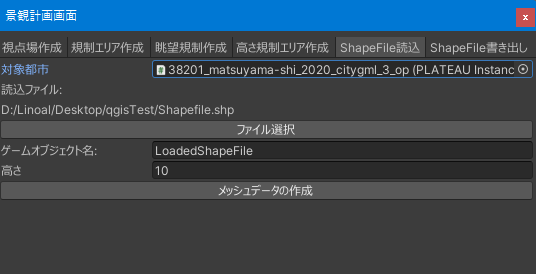 景観計画画面
x
視点場作成 規制エリア作成 眺望規制作成 高さ規制エリア作成 ShapeFile読込 ShapeFile書き出し
対象都市 38201_matsuyama-shi_2020_citygml_3_op (PLATEAU Instanc
読込ファイル:
D:/Linoal/Desktop/qgisTest/Shapefile.shp
ファイル選択
ゲームオブジェクト名: LoadedShapeFile
高さ 10
メッシュデータの作成